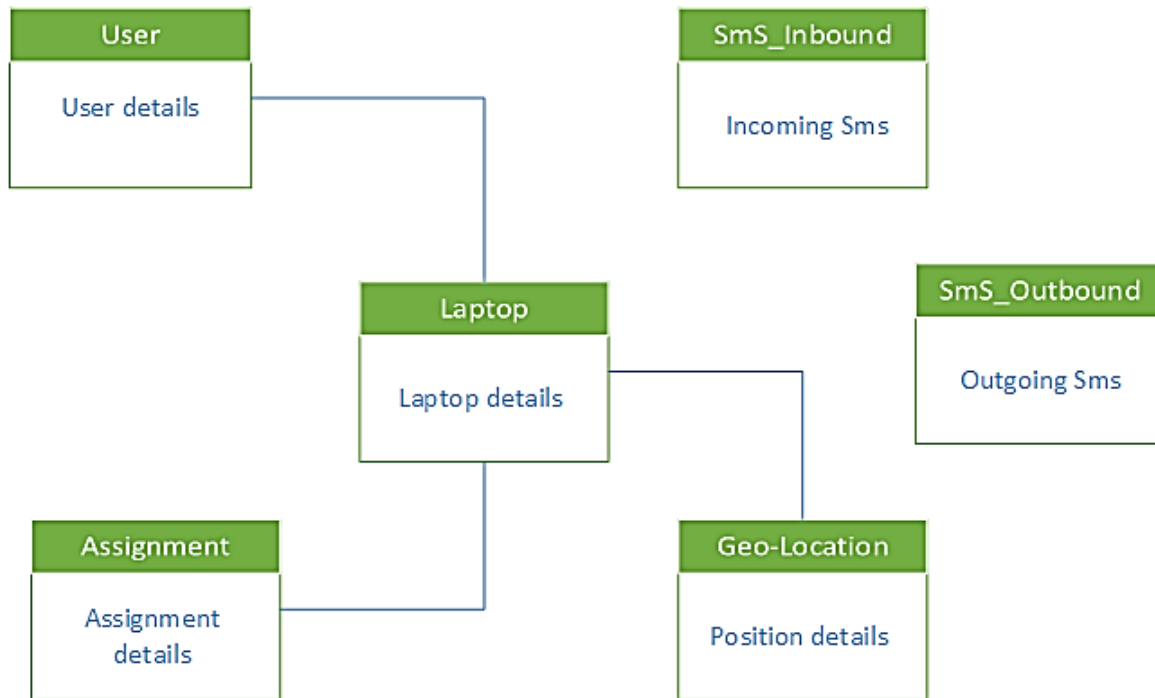 User
User details
SmS_Inbound
Incoming Sms
Laptop
Laptop details
SmS_Outbound
Outgoing Sms
Assignment
Assignment
details
Geo-Location
Position details